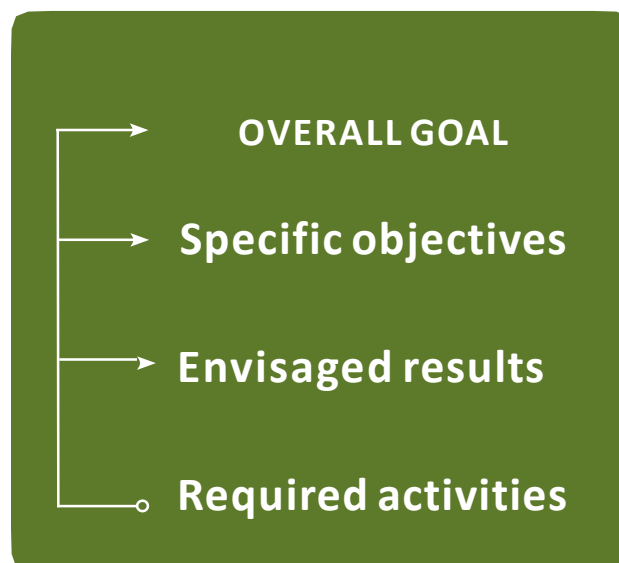 OVERALL GOAL
Specific objectives
Envisaged results
Required activities